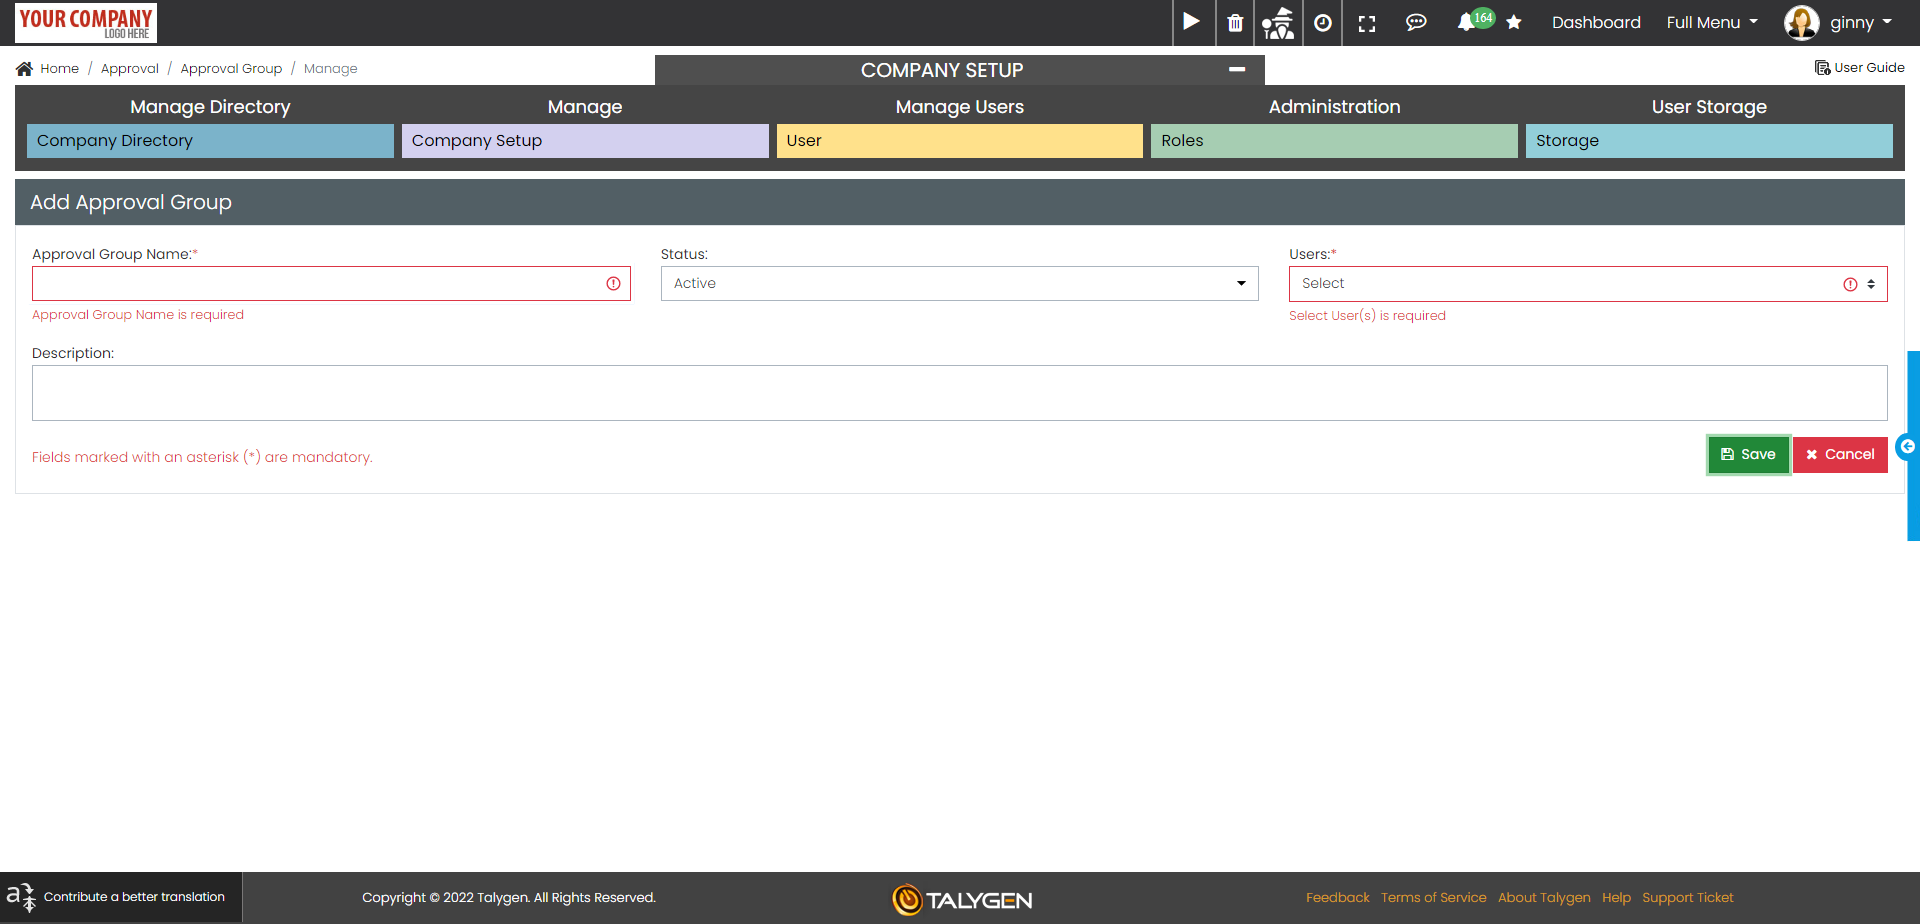 YOUR COMPANY
LOGO HERE
164
Dashboard
Full Menu
ginny
Home / Approval / Approval Group / Manage
COMPANY SETUP
User Guide
Manage Directory
Manage
Manage Users
Administration
User Storage
Company Directory
Company Setup
User
Roles
Storage
Add Approval Group
Approval Group Name:*
Status:
Users:*
Active
Select
Approval Group Name is required
Select User(s) is required
Description:
Fields marked with an asterisk (*) are mandatory.
Save
Cancel
Contribute a better translation
Copyright © 2022 Talygen. All Rights Reserved.
TALYGEN
Feedback
Terms of Service
About Talygen
Help
Support Ticket